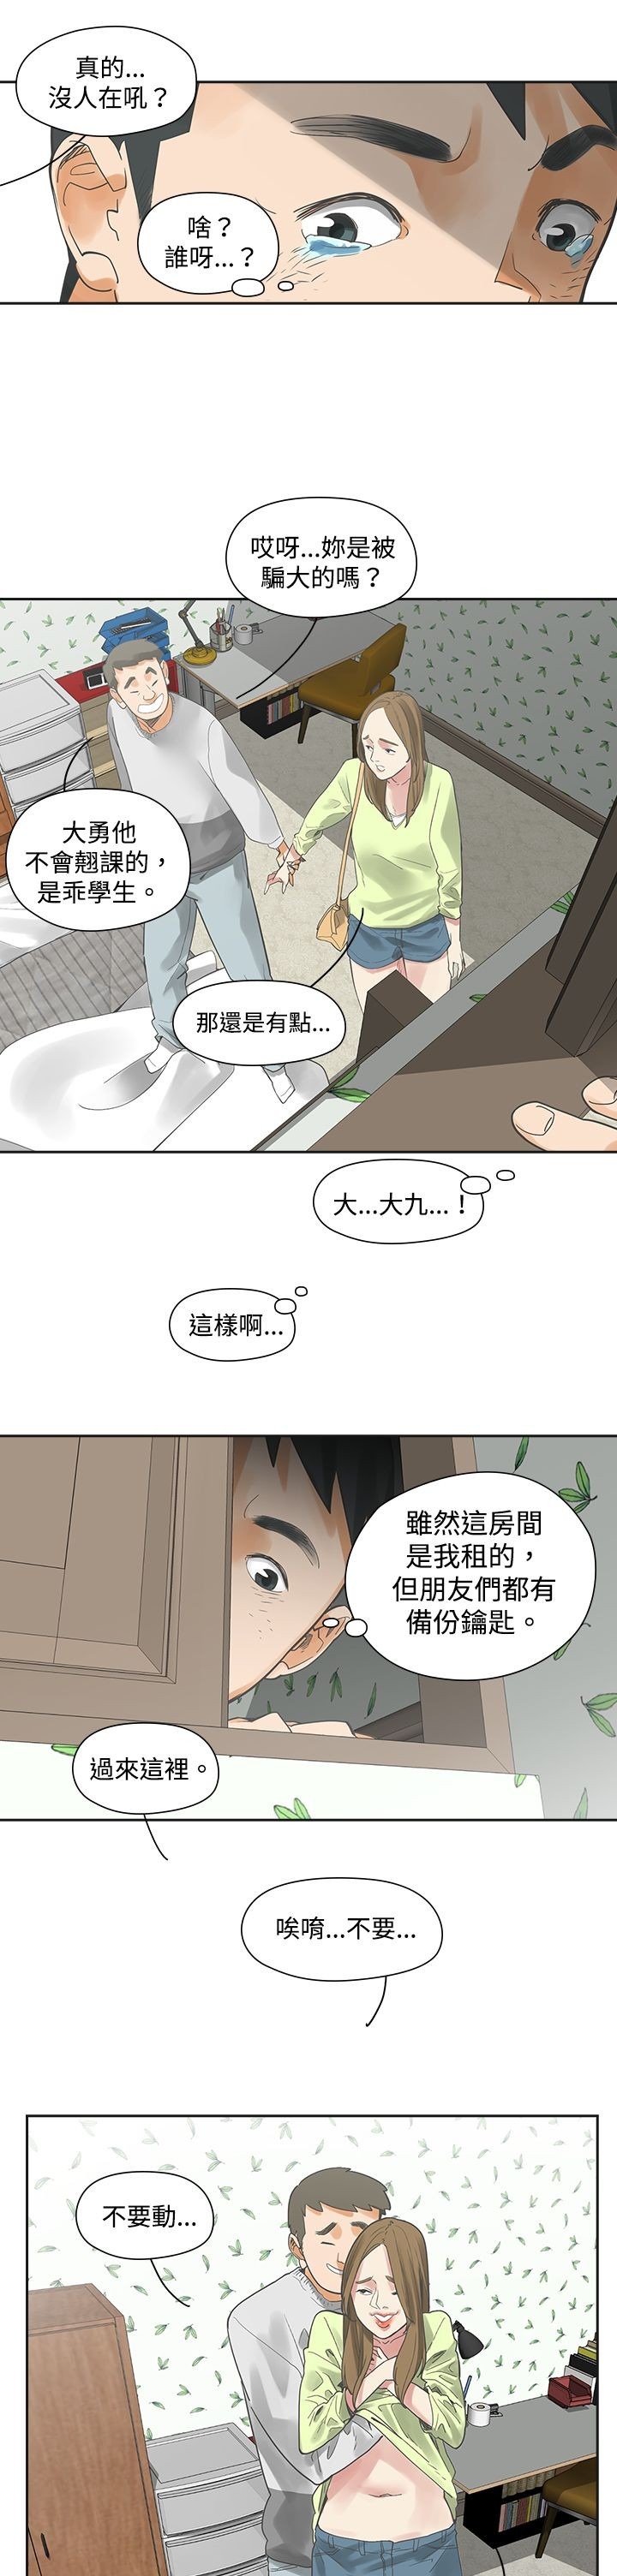 真的...
沒人在吼？
啥？
誰呀...？
哎呀...妳是被
騙大的嗎？
大勇他
不會翹課的，
是乖學生。
那還是有點...
大...大九...！
這樣啊...
雖然這房間
是我租的，
但朋友們都有
備份鑰匙。
過來這裡。
唉唷...不要...
不要動...